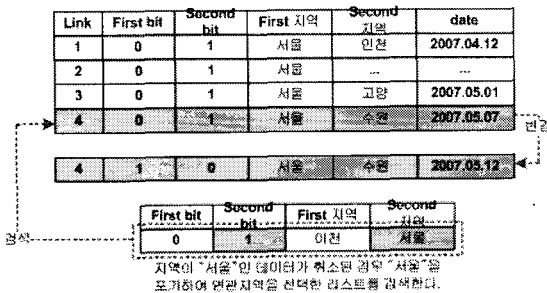 Link First bit Second bit First 지역 Second 지역 date
1 0 1 서울 인천 2007.04.12
2 0 1 서울 ... ...
3 0 1 서울 고양 2007.05.01
4 0 1 서울 수원 2007.05.07
4 1 0 서울 수원 2007.05.12
검색
First bit Second bit First 지역 Second 지역
0 1 이천 서울
지역이 "서울"인 데이터가 취소된 경우 "서울"을
포기하여 연관지역을 선택한 리스트를 검색한다.